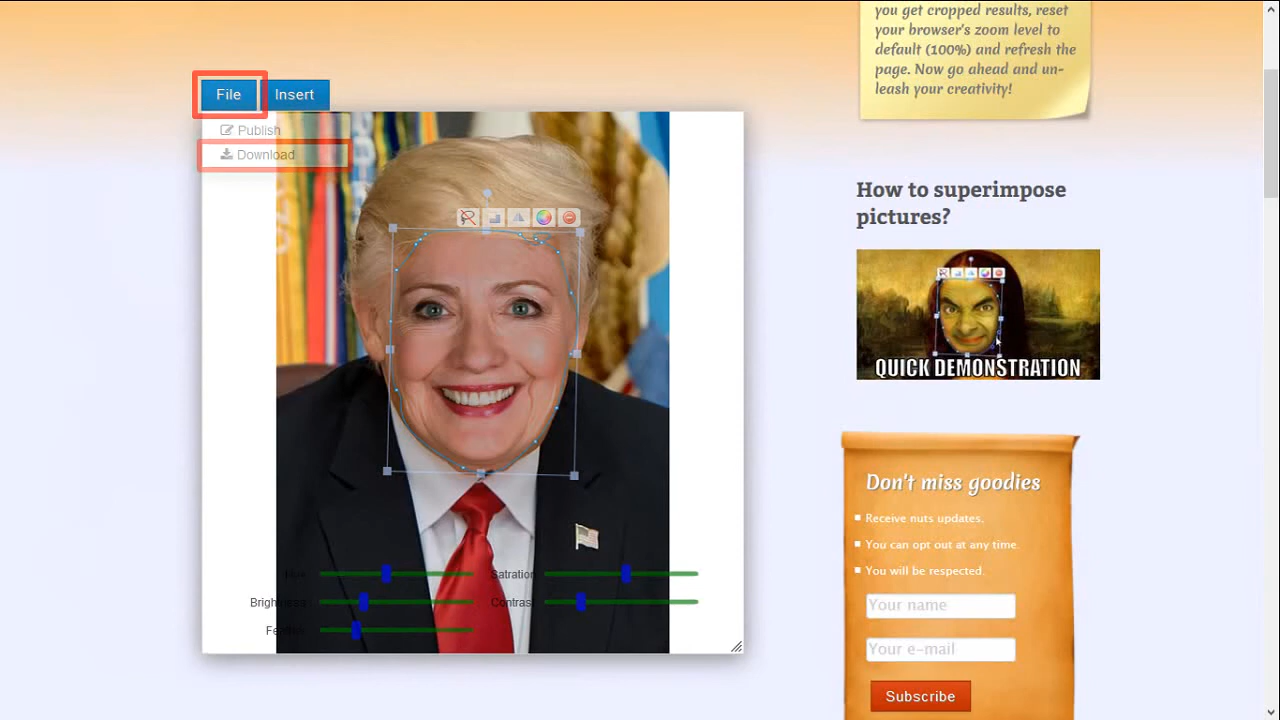 you get cropped results, reset
your browser's zoom level to
default (100%) and refresh the
page. Now go ahead and un-
leash your creativity!
File
Insert
Publish
Download
How to superimpose
pictures?
QUICK DEMONSTRATION
Don't miss goodies
Receive nuts updates.
You can opt out at any time.
You will be respected.
Your name
Your e-mail
Subscribe
Hue
Satration
Brightness
Contrast